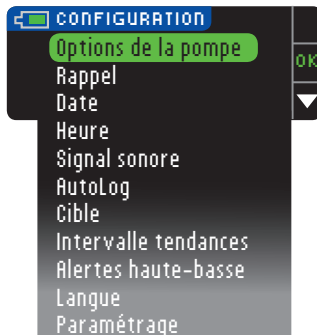 CONFIGURATION
Options de la pompe
OK
Rappel
Date
Heure
Signal sonore
AutoLog
Cible
Intervalle tendances
Alertes haute-basse
Langue
Paramétrage